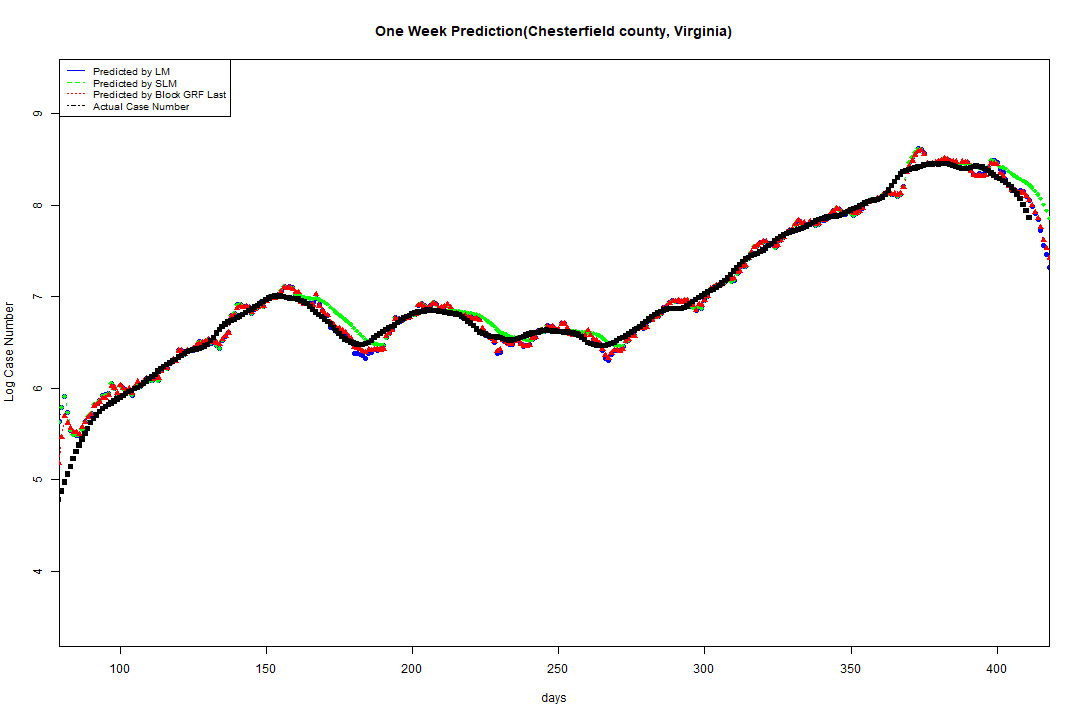 One Week Prediction(Chesterfield county, Virginia)
Predicted by LM
Predicted by SLM
Predicted by Block GRF Last
Actual Case Number
9
8
7
6
5
4
Log Case Number
100 150 200 250 300 350 400
days